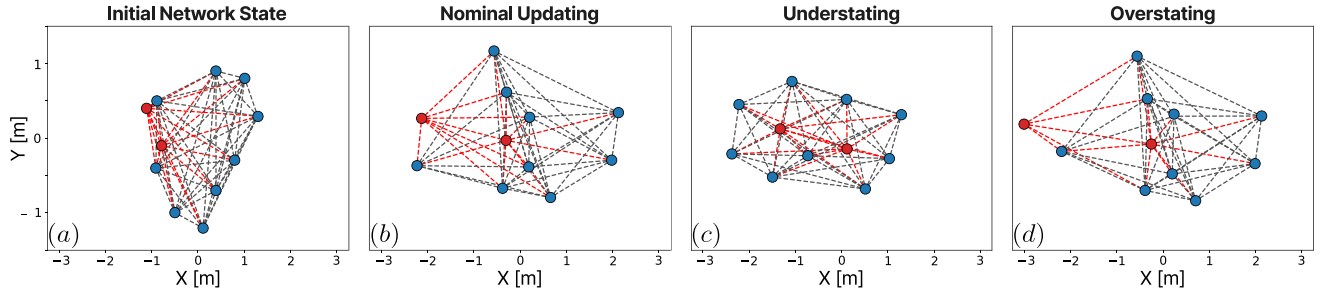 Initial Network State
Nominal Updating
Understating
Overstating
1
0
- 1
Y [m]
(a)
(b)
(c)
(d)
−3 −2 −1 0 1 2 3
−3 −2 −1 0 1 2 3
−3 −2 −1 0 1 2 3
−3 −2 −1 0 1 2 3
X [m]
X [m]
X [m]
X [m]